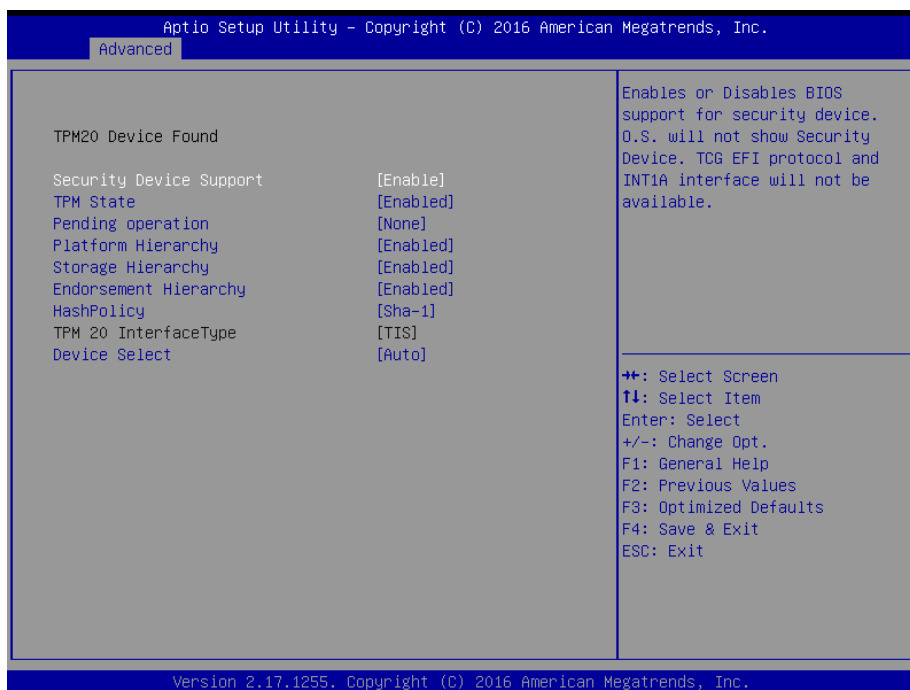 Aptio Setup Utility – Copyright (C) 2016 American Megatrends, Inc.
Advanced
TPM20 Device Found
Security Device Support [Enable]
TPM State [Enabled]
Pending operation [None]
Platform Hierarchy [Enabled]
Storage Hierarchy [Enabled]
Endorsement Hierarchy [Enabled]
HashPolicy [Sha-1]
TPM 20 InterfaceType [TIS]
Device Select [Auto]
Enables or Disables BIOS
support for security device.
O.S. will not show Security
Device. TCG EFI protocol and
INT1A interface will not be
available.
→←: Select Screen
↑↓: Select Item
Enter: Select
+/-: Change Opt.
F1: General Help
F2: Previous Values
F3: Optimized Defaults
F4: Save & Exit
ESC: Exit
Version 2.17.1255. Copyright (C) 2016 American Megatrends, Inc.